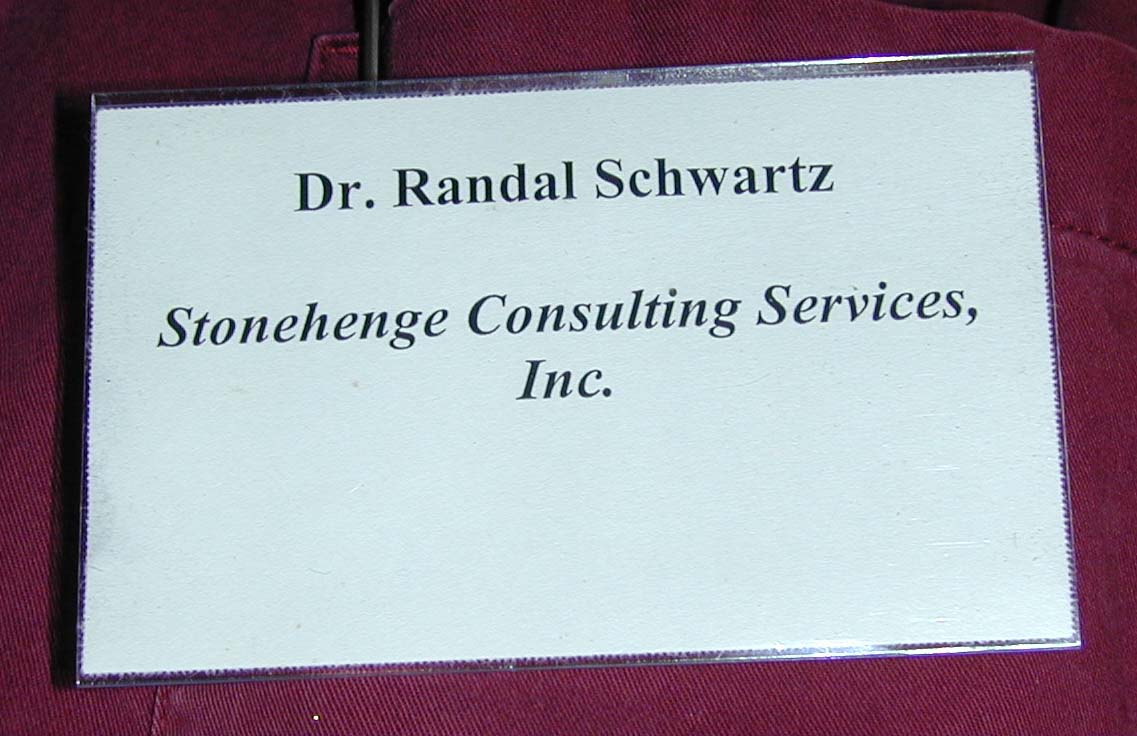 Dr. Randal Schwartz
Stonehenge Consulting Services,
Inc.